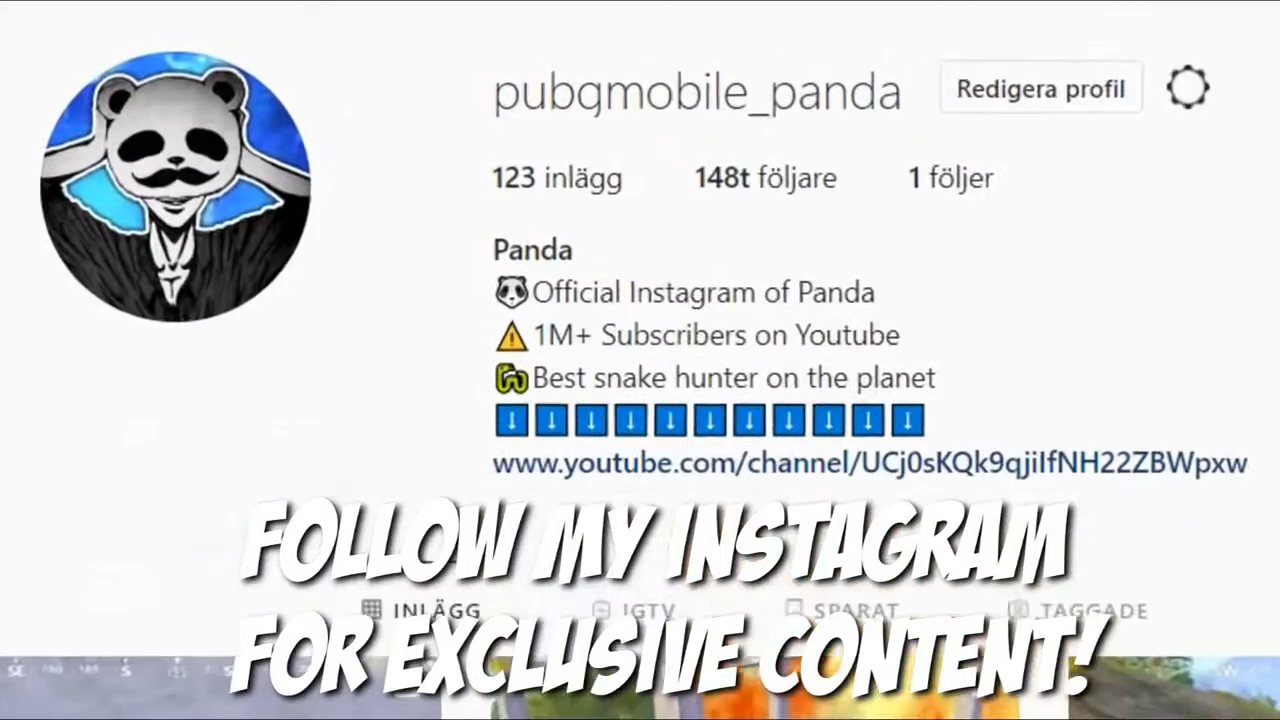 pubgmobile_panda
Redigera profil
123 inlägg
148t följare
1 följer
Panda
🐼Official Instagram of Panda
⚠️1M+ Subscribers on Youtube
🐍Best snake hunter on the planet
⬇️⬇️⬇️⬇️⬇️⬇️⬇️⬇️⬇️⬇️⬇️
www.youtube.com/channel/UCj0sKQk9qjiIfNH22ZBWpxw
FOLLOW MY INSTAGRAM
INLÄGG
IGTV
SPARAT
TAGGADE
FOR EXCLUSIVE CONTENT!
SE
S